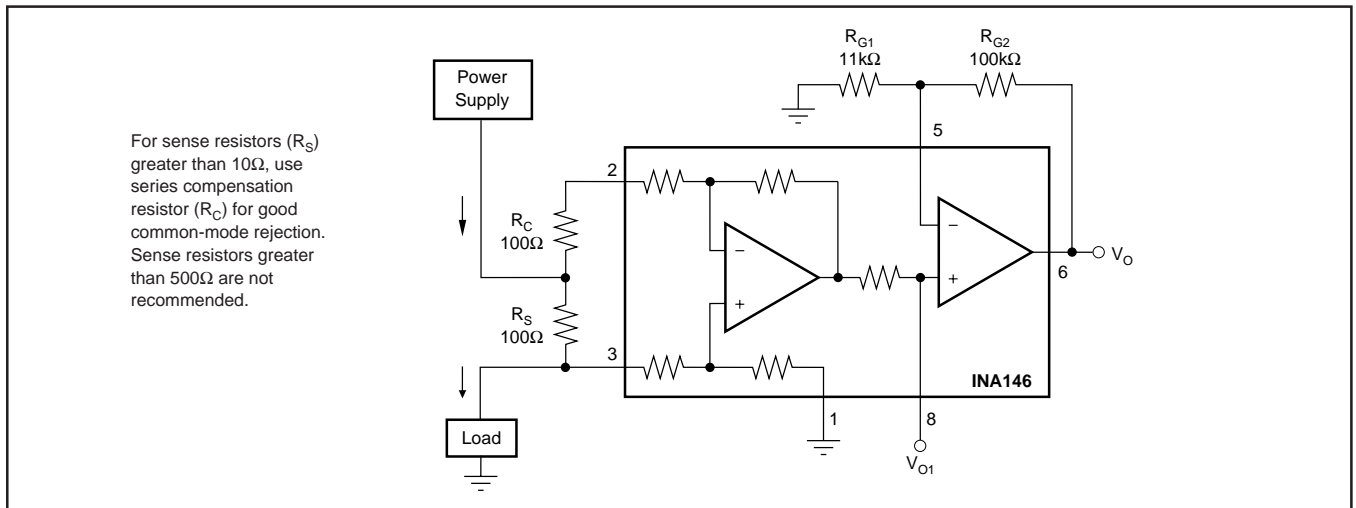 For sense resistors (RS)
greater than 10Ω, use
series compensation
resistor (RC) for good
common-mode rejection.
Sense resistors greater
than 500Ω are not
recommended.
Power
Supply
RC
100Ω
RS
100Ω
Load
2
3
RG1
11kΩ
RG2
100kΩ
5
−
+
−
+
6
VO
INA146
1
8
VO1